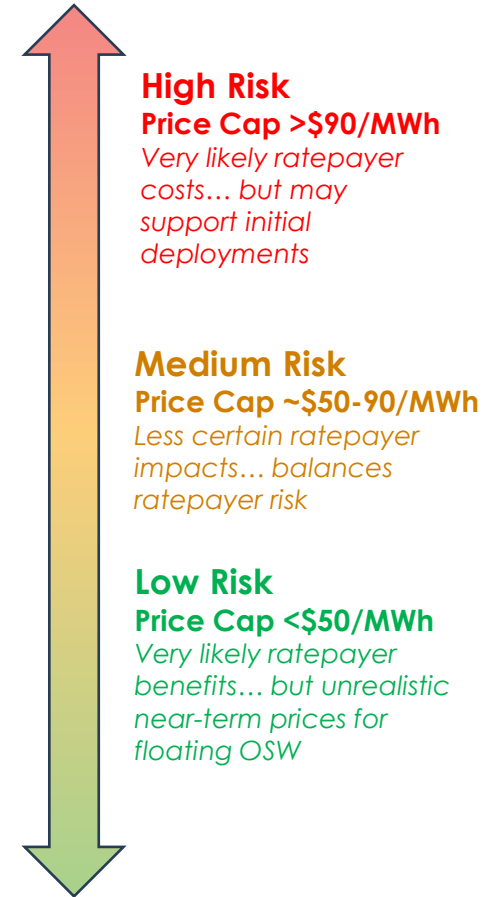 High Risk
Price Cap >$90/MWh
Very likely ratepayer
costs… but may
support initial
deployments
Medium Risk
Price Cap ~$50-90/MWh
Less certain ratepayer
impacts… balances
ratepayer risk
Low Risk
Price Cap <$50/MWh
Very likely ratepayer
benefits… but unrealistic
near-term prices for
floating OSW